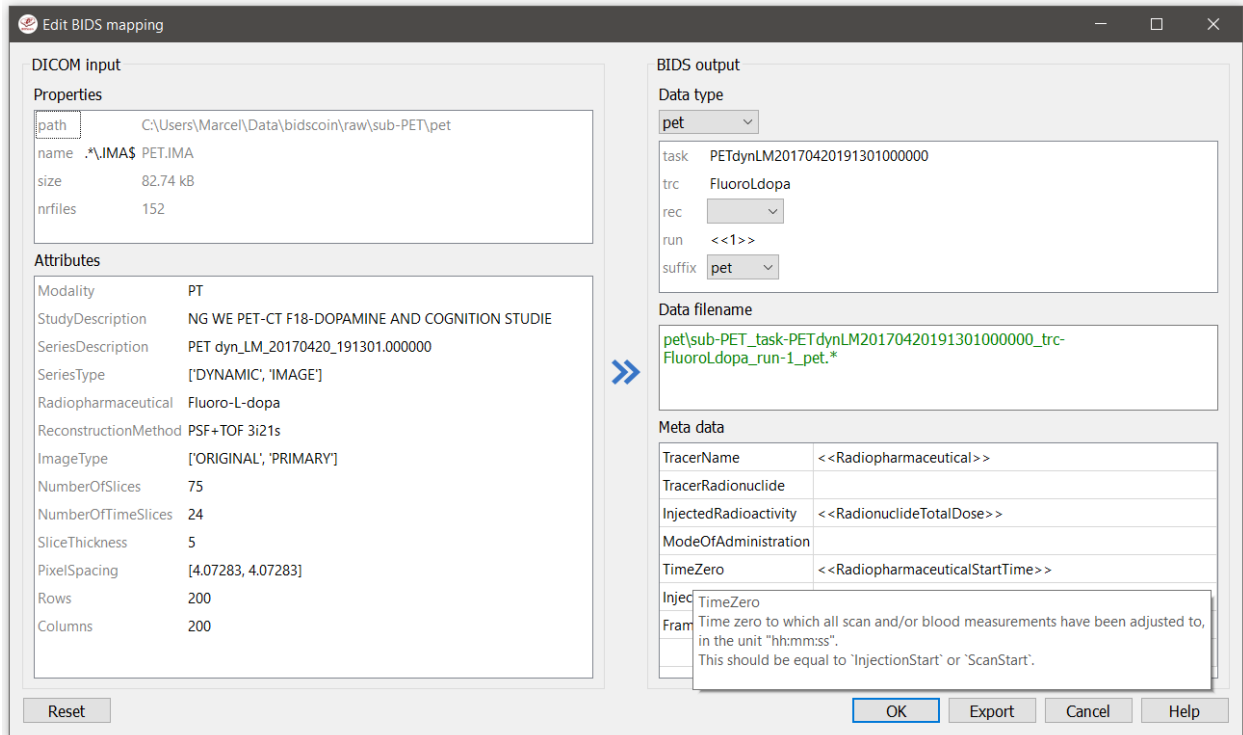 Edit BIDS mapping
DICOM input
Properties
path C:\Users\Marcel\Data\bidscoin\raw\sub-PET\pet
name .*\.IMA$ PET.IMA
size 82.74 kB
nrfiles 152
Attributes
Modality PT
StudyDescription NG WE PET-CT F18-DOPAMINE AND COGNITION STUDIE
SeriesDescription PET dyn_LM_20170420_191301.000000
SeriesType ['DYNAMIC', 'IMAGE']
Radiopharmaceutical Fluoro-L-dopa
ReconstructionMethod PSF+TOF 3i21s
ImageType ['ORIGINAL', 'PRIMARY']
NumberOfSlices 75
NumberOfTimeSlices 24
SliceThickness 5
PixelSpacing [4.07283, 4.07283]
Rows 200
Columns 200
BIDS output
Data type
pet
task PETdynLM20170420191301000000
trc FluoroLdopa
rec
run <<1>>
suffix pet
Data filename
pet\sub-PET_task-PETdynLM20170420191301000000_trc-
FluoroLdopa_run-1_pet.*
Meta data
TracerName <<Radiopharmaceutical>>
TracerRadionuclide
InjectedRadioactivity <<RadionuclideTotalDose>>
ModeOfAdministration
TimeZero <<RadiopharmaceuticalStartTime>>
Injec
Fram
TimeZero
Time zero to which all scan and/or blood measurements have been adjusted to,
in the unit "hh:mm:ss".
This should be equal to `InjectionStart` or `ScanStart`.
Reset
OK
Export
Cancel
Help